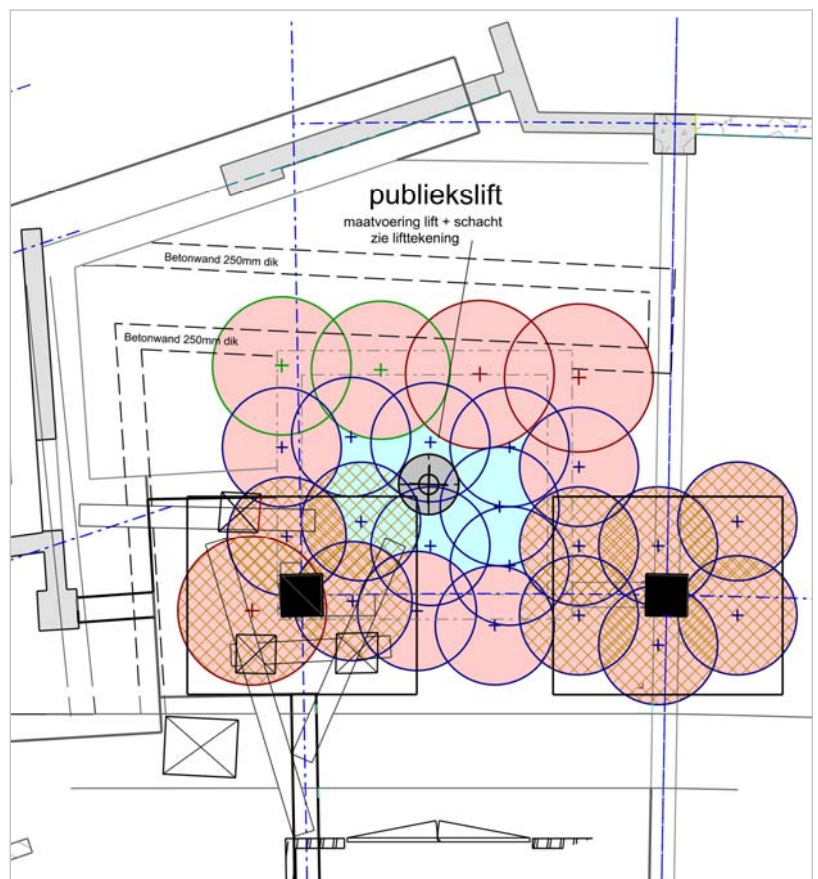 publiekslift
maatvoering lift + schacht
zie lifttekening
Betonwand 250mm dik
Betonwand 250mm dik